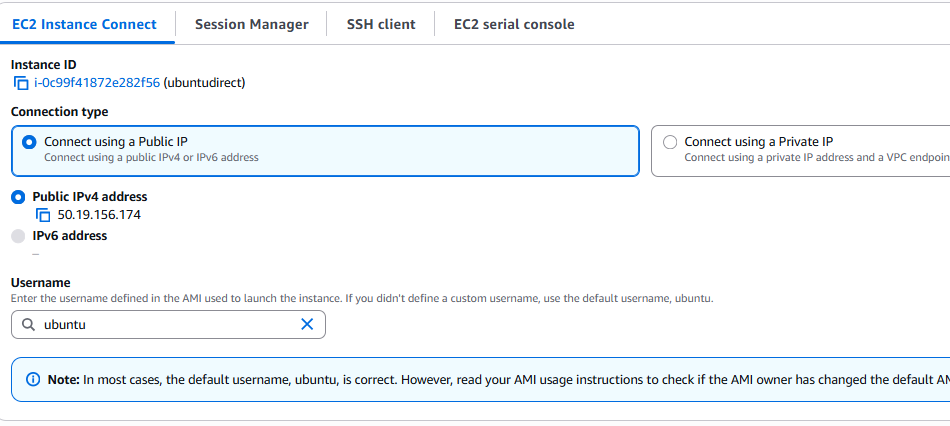 EC2 Instance Connect Session Manager SSH client EC2 serial console
Instance ID
i-0c99f41872e282f56 (ubuntudirect)
Connection type
Connect using a Public IP
Connect using a public IPv4 or IPv6 address
Connect using a Private IP
Connect using a private IP address and a VPC endpoin
Public IPv4 address
50.19.156.174
IPv6 address
–
Username
Enter the username defined in the AMI used to launch the instance. If you didn't define a custom username, use the default username, ubuntu.
ubuntu
Note: In most cases, the default username, ubuntu, is correct. However, read your AMI usage instructions to check if the AMI owner has changed the default AM